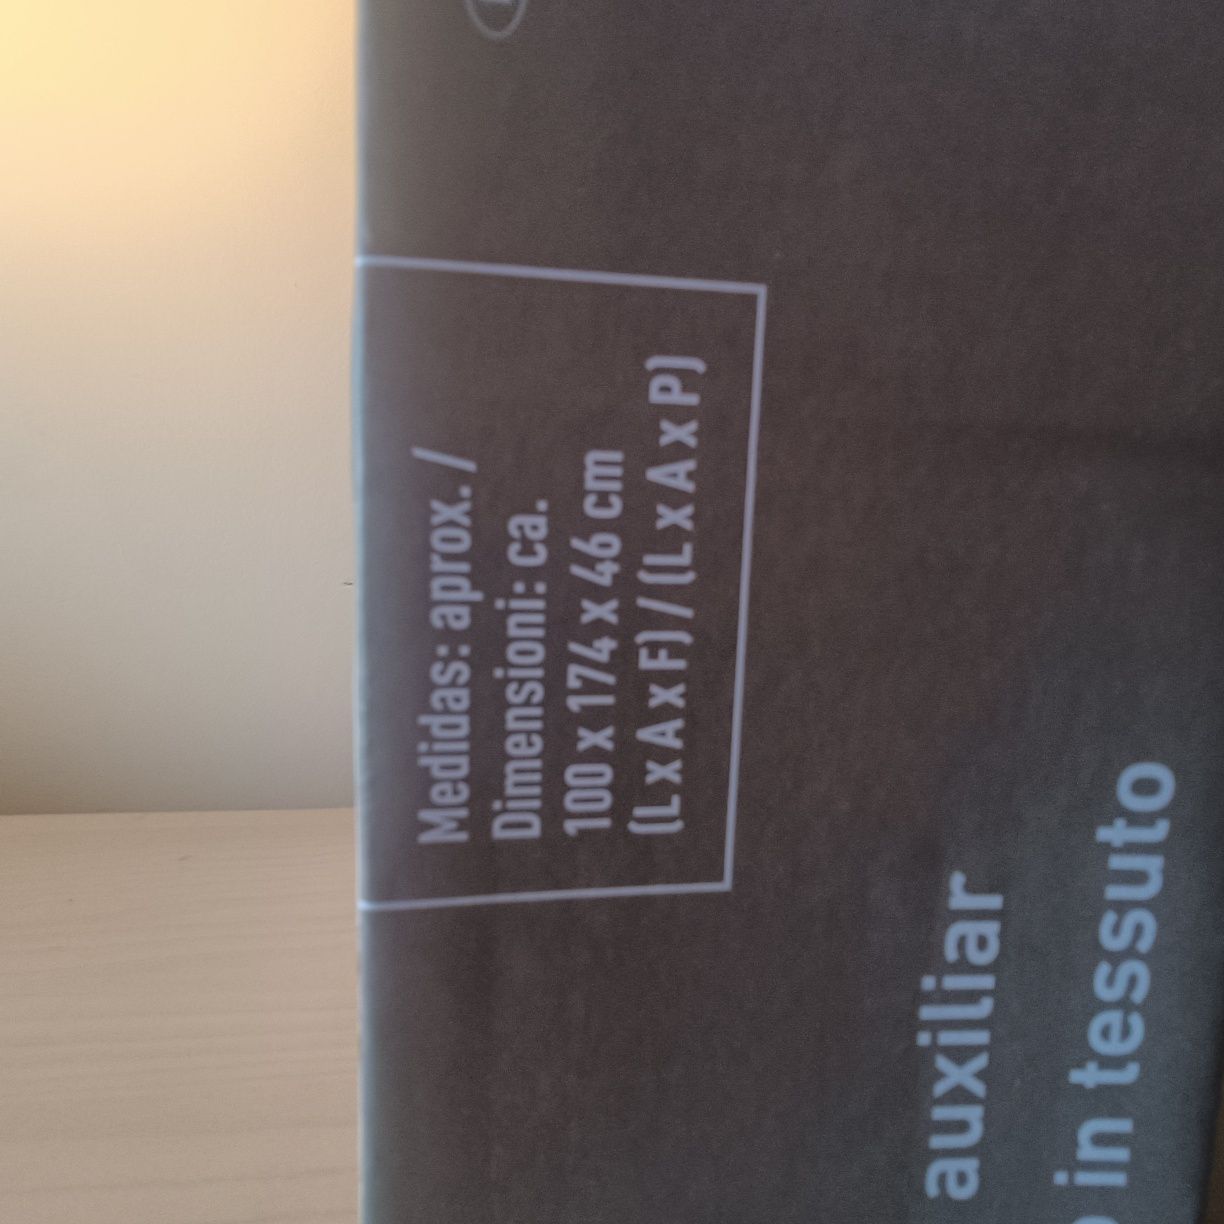 Medidas: aprox. /
Dimensioni: ca.
100 x 174 x 46 cm
(L x A x F) / (L x A x P)
auxiliar
in tessuto